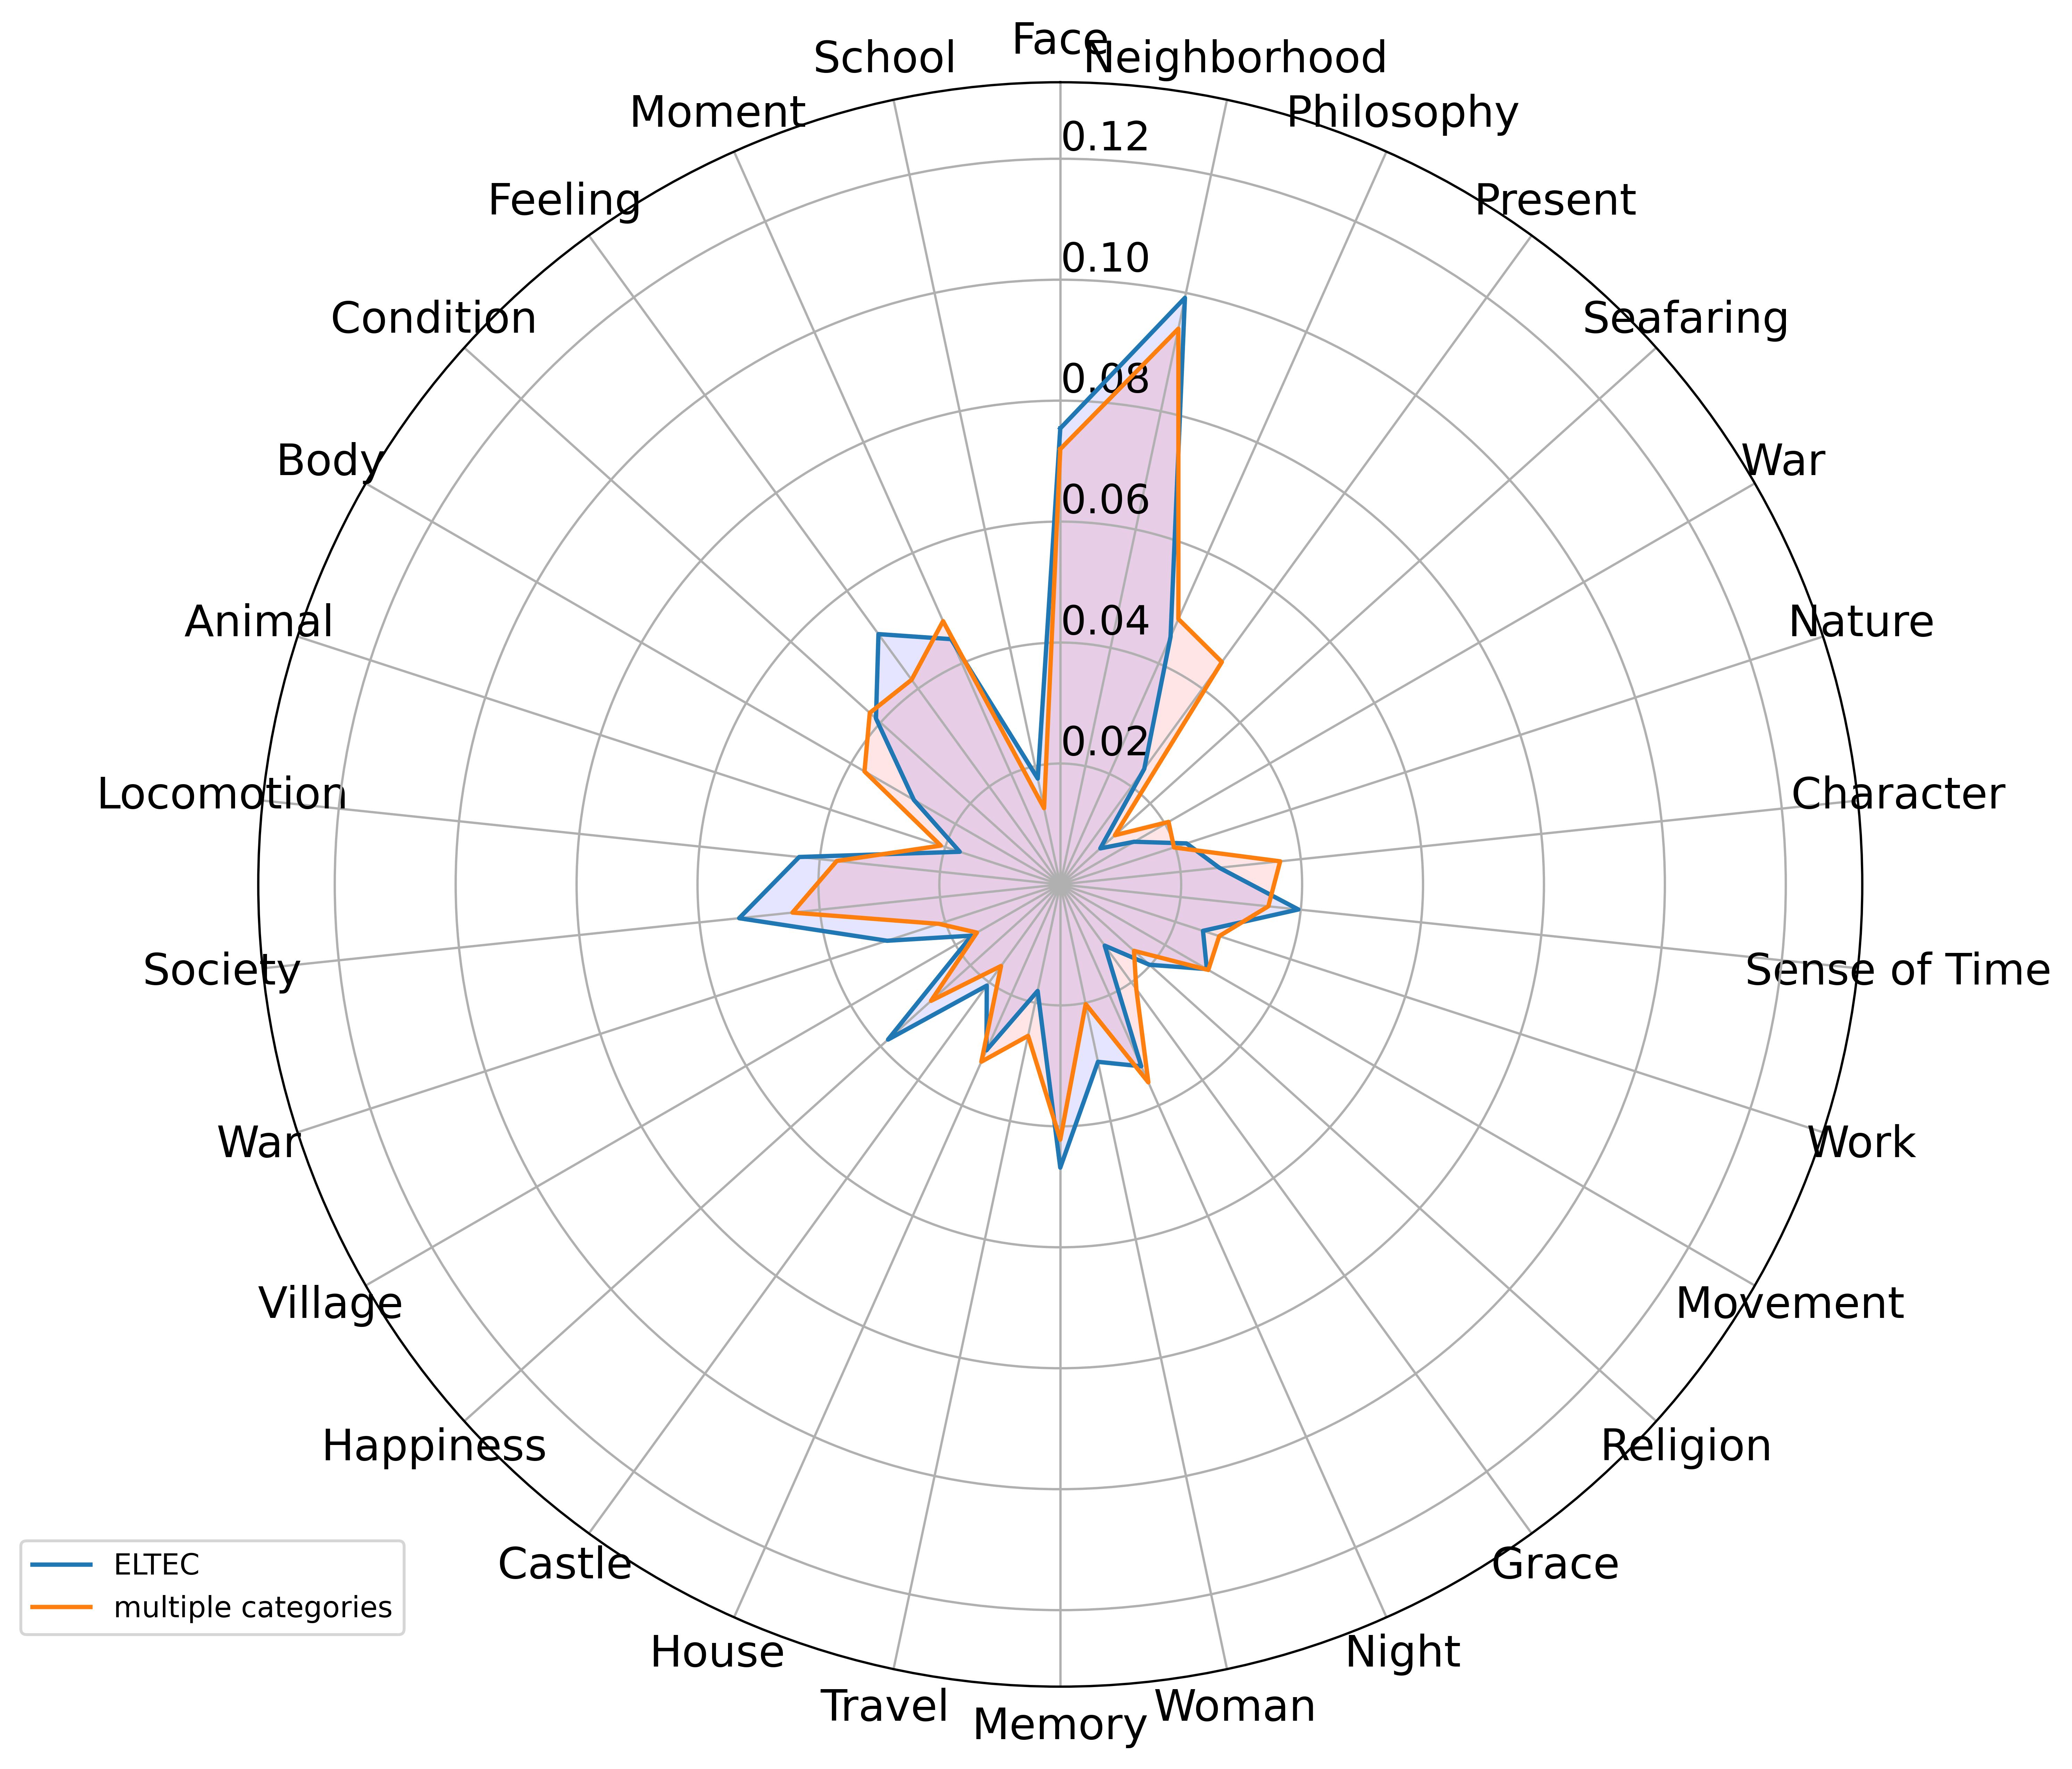 Face
Neighborhood
School
Philosophy
Moment
0.12
Present
Feeling
0.10
Seafaring
Condition
0.08
War
Body
0.06
Nature
Animal
0.04
0.02
Character
Locomotion
Sense of Time
Society
Work
War
Movement
Village
Religion
Happiness
Grace
Castle
ELTEC
multiple categories
Night
House
Woman
Travel
Memory